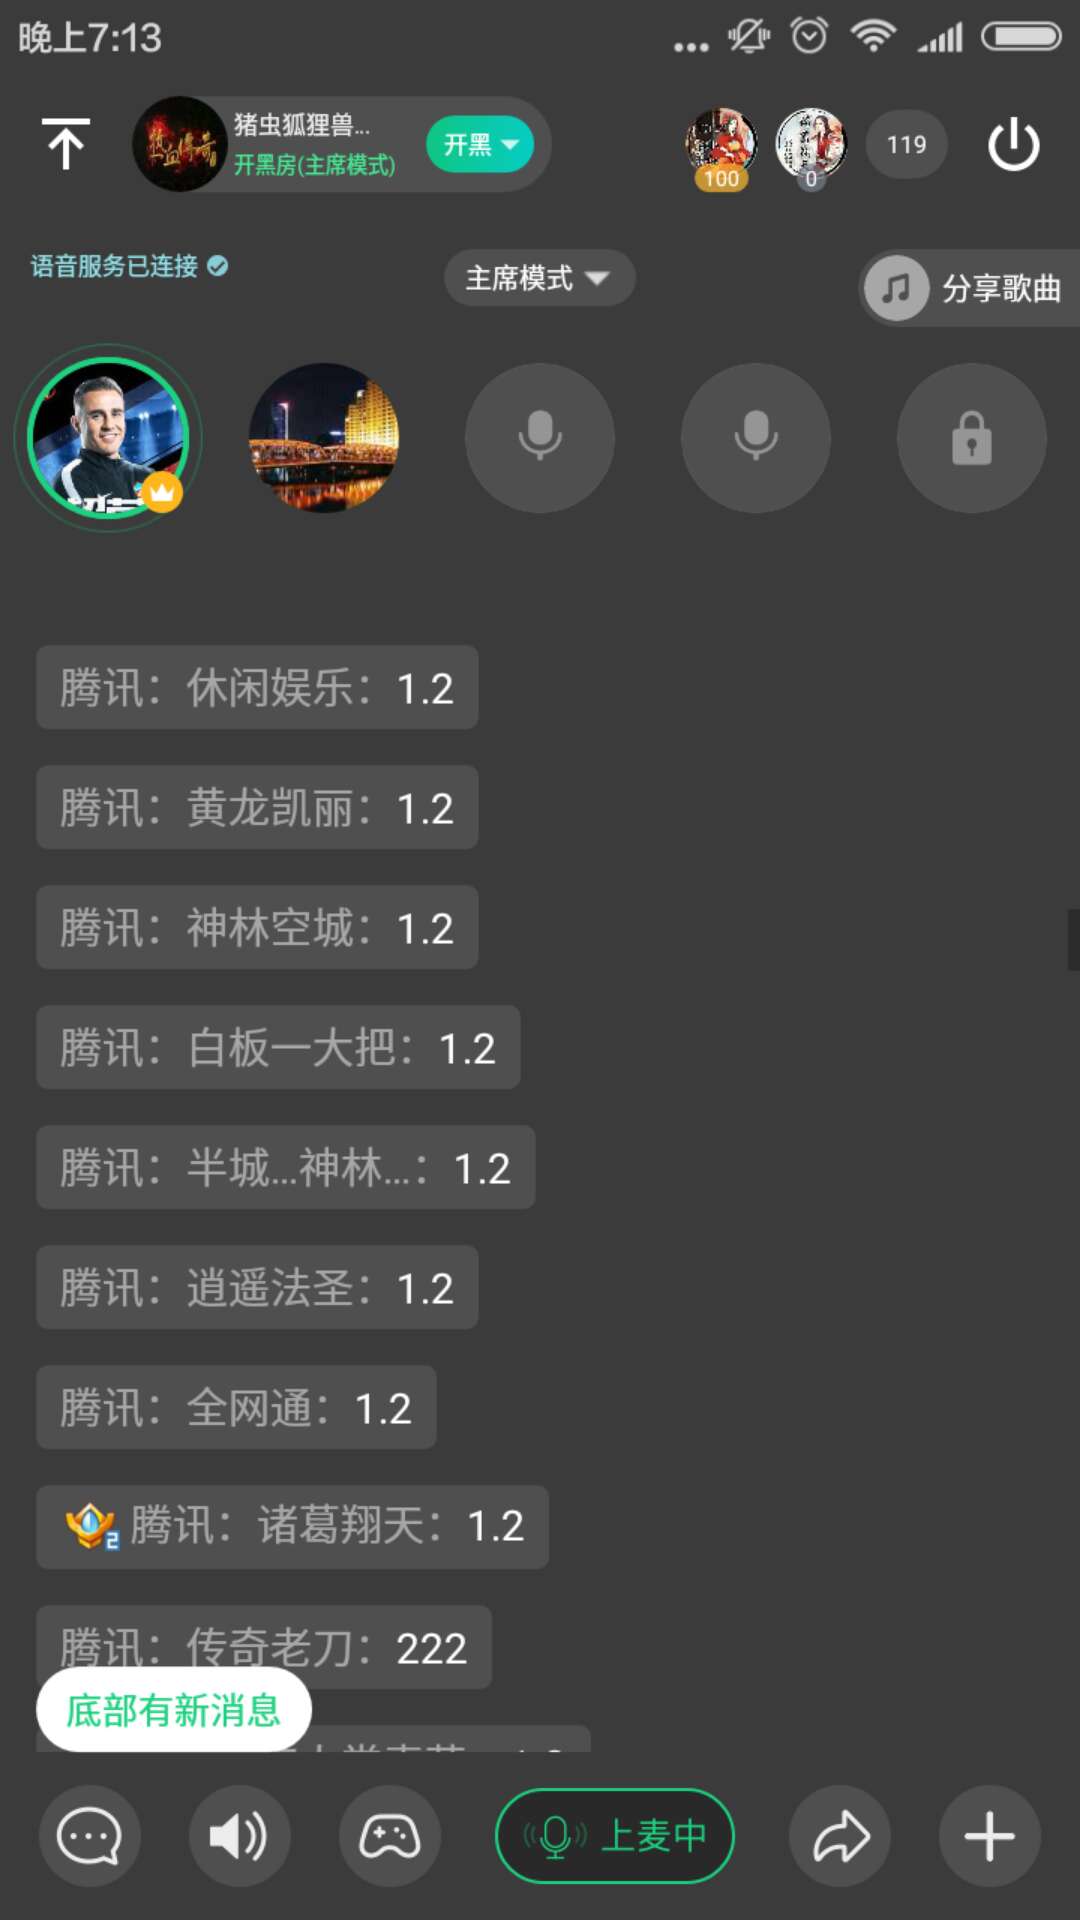 晚上7:13
猪虫狐狸兽...
开黑房(主席模式)
开黑
100
0
119
语音服务已连接
主席模式
分享歌曲
腾讯：休闲娱乐：1.2
腾讯：黄龙凯丽：1.2
腾讯：神林空城：1.2
腾讯：白板一大把：1.2
腾讯：半城...神林...：1.2
腾讯：逍遥法圣：1.2
腾讯：全网通：1.2
2 腾讯：诸葛翔天：1.2
腾讯：传奇老刀：222
底部有新消息
上麦中